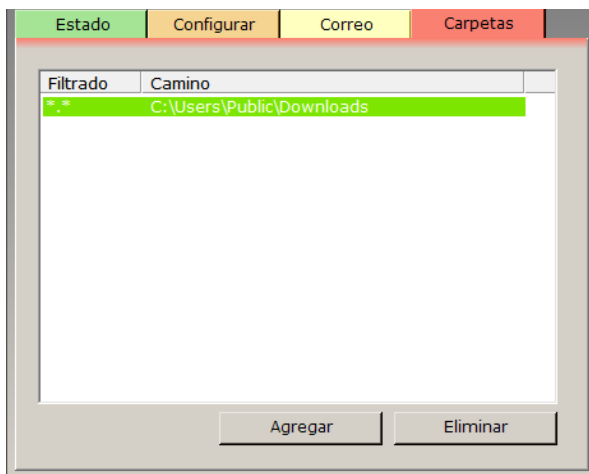 Estado Configurar Correo Carpetas
Filtrado Camino
*.* C:\Users\Public\Downloads
Agregar Eliminar